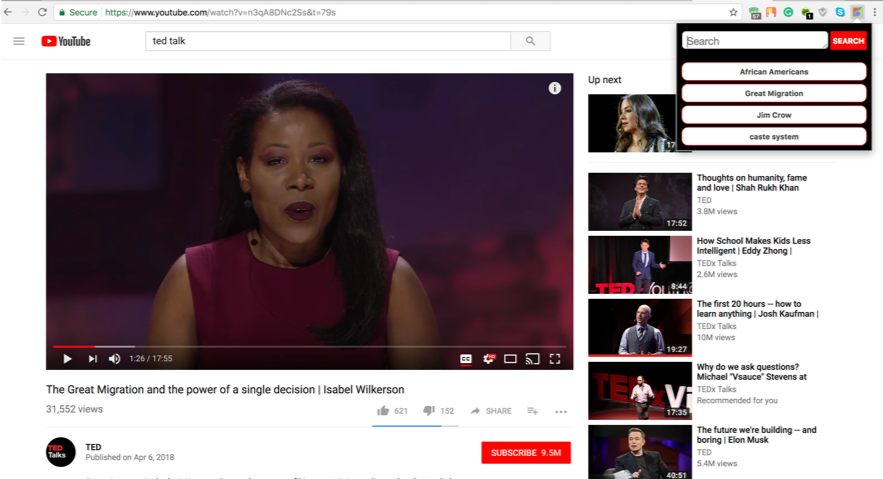 Secure https://www.youtube.com/watch?v=n3qA8DNc2Ss&t=79s
YouTube
ted talk
Search
SEARCH
African Americans
Great Migration
Jim Crow
caste system
1:26 / 17:55
The Great Migration and the power of a single decision | Isabel Wilkerson
31,552 views
621
152
SHARE
TED
Talks
TED
Published on Apr 6, 2018
SUBSCRIBE 9.5M
Up next
17
Thoughts on humanity, fame
and love | Shah Rukh Khan
TED
3.8M views
17:52
How School Makes Kids Less
Intelligent | Eddy Zhong |
TEDx Talks
2.6M views
8:44
The first 20 hours -- how to
learn anything | Josh Kaufman |
TEDx Talks
10M views
19:27
Why do we ask questions?
Michael "Vsauce" Stevens at
TEDx Talks
Recommended for you
17:35
The future we're building -- and
boring | Elon Musk
TED
5.4M views
40:51